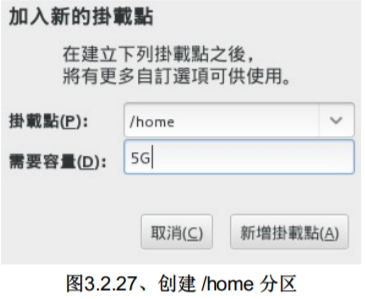 加入新的掛載點
在建立下列掛載點之後，
將有更多自訂選項可供使用。
掛載點(P)：
/home
需要容量(D)：
5G
取消(C)
新增掛載點(A)
图3.2.27、创建 /home 分区